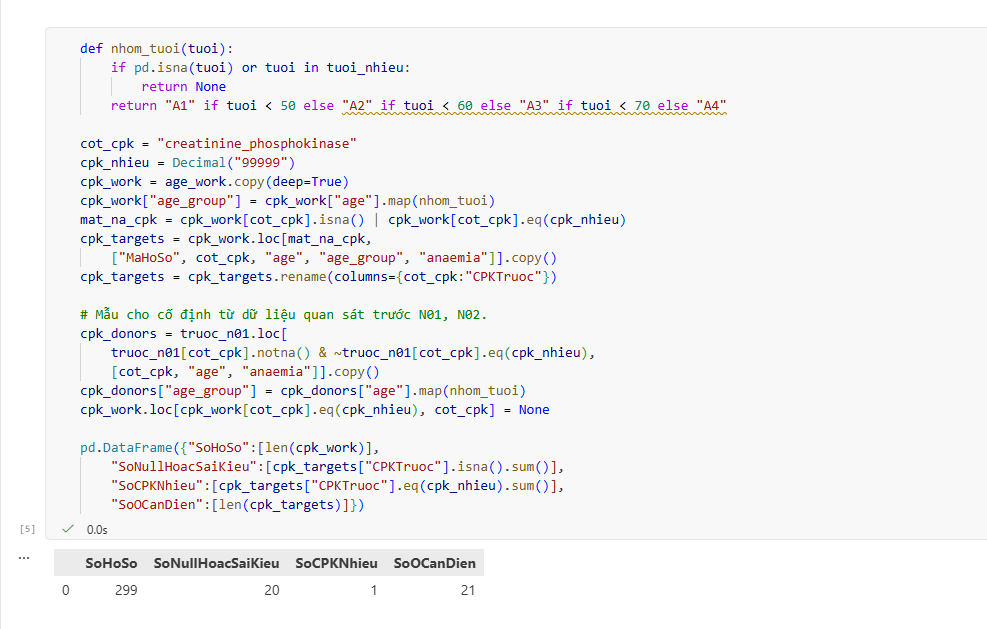 def nhom_tuoi(tuoi):
    if pd.isna(tuoi) or tuoi in tuoi_nhieu:
        return None
    return "A1" if tuoi < 50 else "A2" if tuoi < 60 else "A3" if tuoi < 70 else "A4"

cot_cpk = "creatinine_phosphokinase"
cpk_nhieu = Decimal("99999")
cpk_work = age_work.copy(deep=True)
cpk_work["age_group"] = cpk_work["age"].map(nhom_tuoi)
mat_na_cpk = cpk_work[cot_cpk].isna() | cpk_work[cot_cpk].eq(cpk_nhieu)
cpk_targets = cpk_work.loc[mat_na_cpk,
    ["MaHoSo", cot_cpk, "age", "age_group", "anaemia"]].copy()
cpk_targets = cpk_targets.rename(columns={cot_cpk:"CPKTruoc"})

# Mẫu cho cố định từ dữ liệu quan sát trước N01, N02.
cpk_donors = truoc_n01.loc[
    truoc_n01[cot_cpk].notna() & ~truoc_n01[cot_cpk].eq(cpk_nhieu),
    [cot_cpk, "age", "anaemia"]].copy()
cpk_donors["age_group"] = cpk_donors["age"].map(nhom_tuoi)
cpk_work.loc[cpk_work[cot_cpk].eq(cpk_nhieu), cot_cpk] = None

pd.DataFrame({"SoHoSo":[len(cpk_work)],
    "SoNullHoacSaiKieu":[cpk_targets["CPKTruoc"].isna().sum()],
    "SoCPKNhieu":[cpk_targets["CPKTruoc"].eq(cpk_nhieu).sum()],
    "SoOCanDien":[len(cpk_targets)]})
[5] ✓ 0.0s
...
SoHoSo SoNullHoacSaiKieu SoCPKNhieu SoOCanDien
0 299 20 1 21